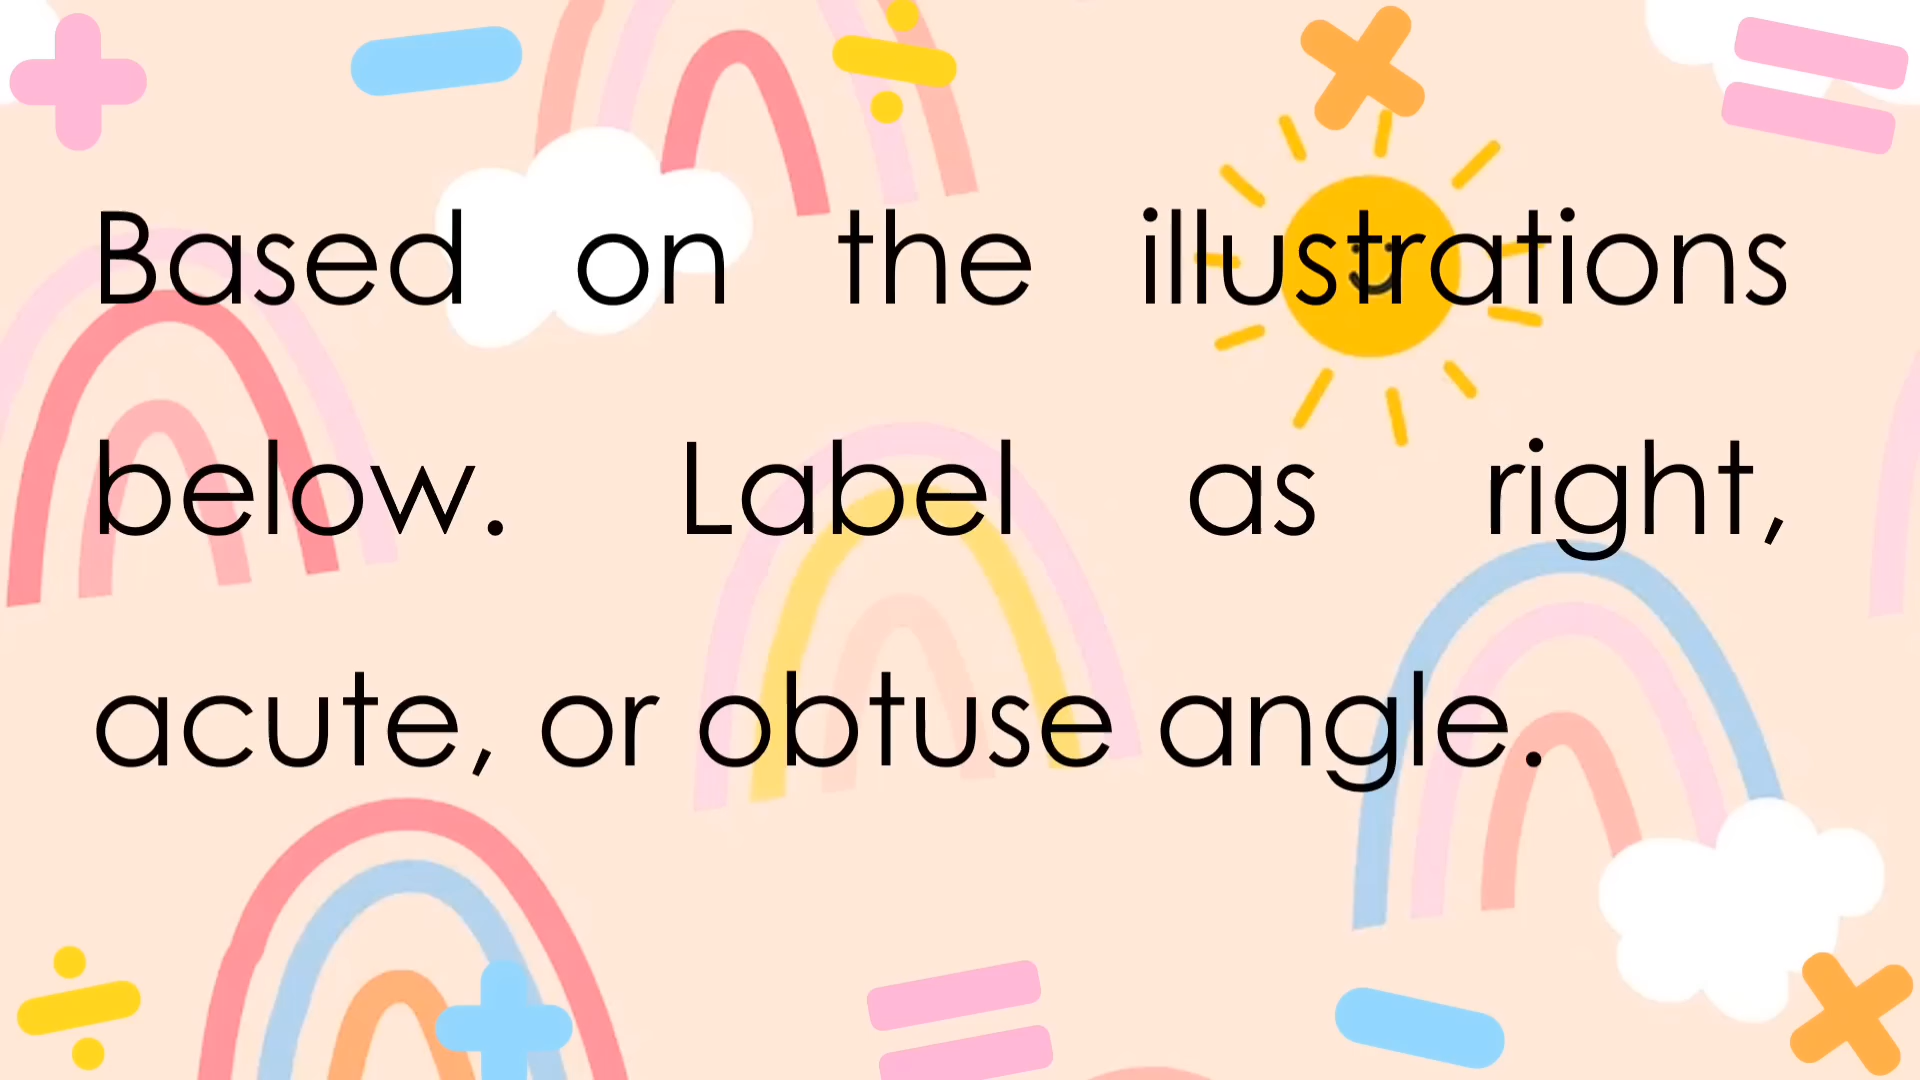 Based on the illustrations
below. Label as right,
acute, or obtuse angle.